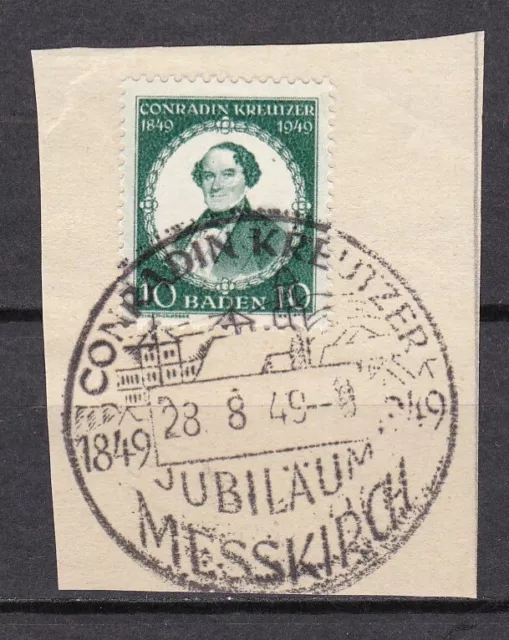 CONRADIN KREUTZER
1849 1949
10 BADEN 10
CONRADIN KREUTZER
1849 28 8 49 1949
JUBILÄUM
MESSKIRCH